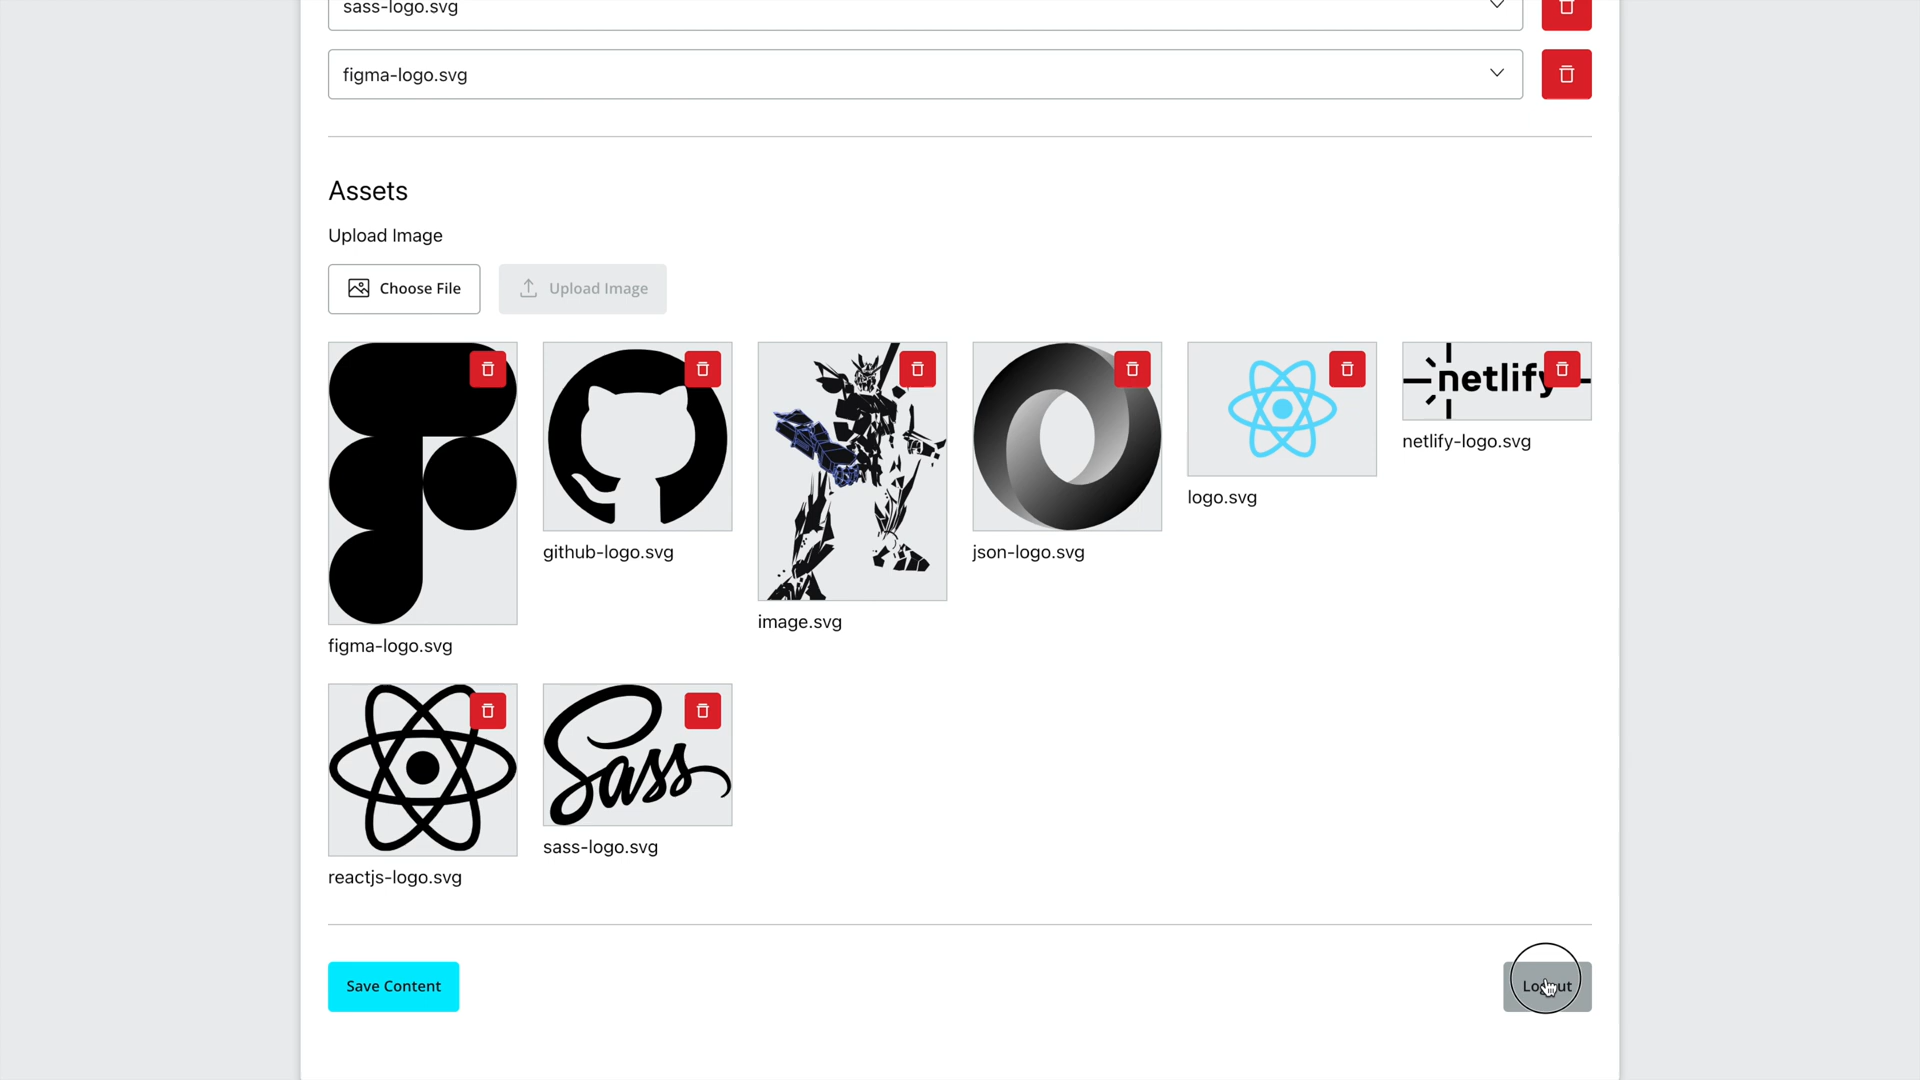 sass-logo.svg
figma-logo.svg
Assets
Upload Image
Choose File
Upload Image
netlify
netlify-logo.svg
logo.svg
github-logo.svg
json-logo.svg
image.svg
figma-logo.svg
Sass
sass-logo.svg
reactjs-logo.svg
Save Content
Logout